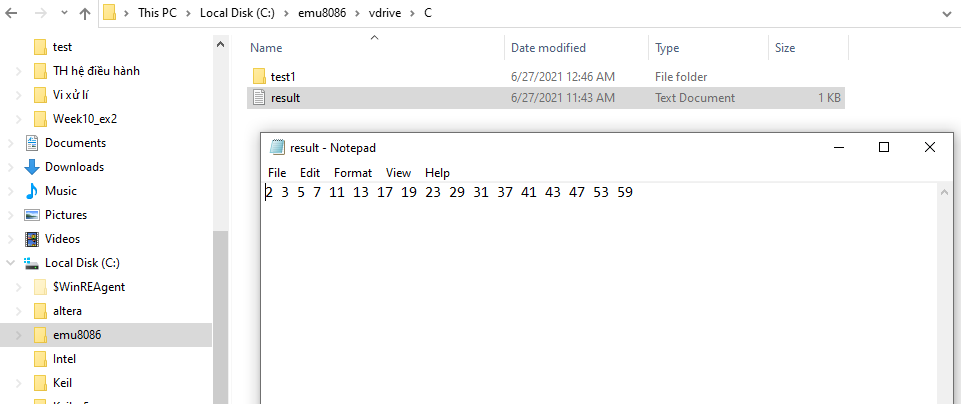 This PC > Local Disk (C:) > emu8086 > vdrive > C
Name Date modified Type Size
test
TH hệ điều hành
Vi xử lí
Week10_ex2
Documents
Downloads
Music
Pictures
Videos
Local Disk (C:)
$WinREAgent
altera
emu8086
Intel
Keil
test1 6/27/2021 12:46 AM File folder
result 6/27/2021 11:43 AM Text Document 1 KB
result - Notepad
File Edit Format View Help
2 3 5 7 11 13 17 19 23 29 31 37 41 43 47 53 59